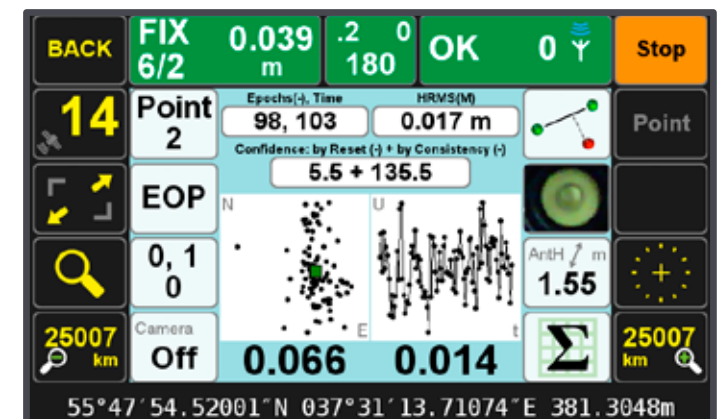 BACK
FIX 0.039 .2 0 OK 0 Stop
6/2 m 180
14
Point
2
Epochs(-), Time HRMS(M)
98, 103 0.017 m
Confidence: by Reset (-) + by Consistency (-)
5.5 + 135.5
Point
EOP
N U
E t
0, 1
0
AntH m
1.55
25007
km
Camera
Off
0.066 0.014
Σ
25007
km
55°47′54.52001″N 037°31′13.71074″E 381.3048m